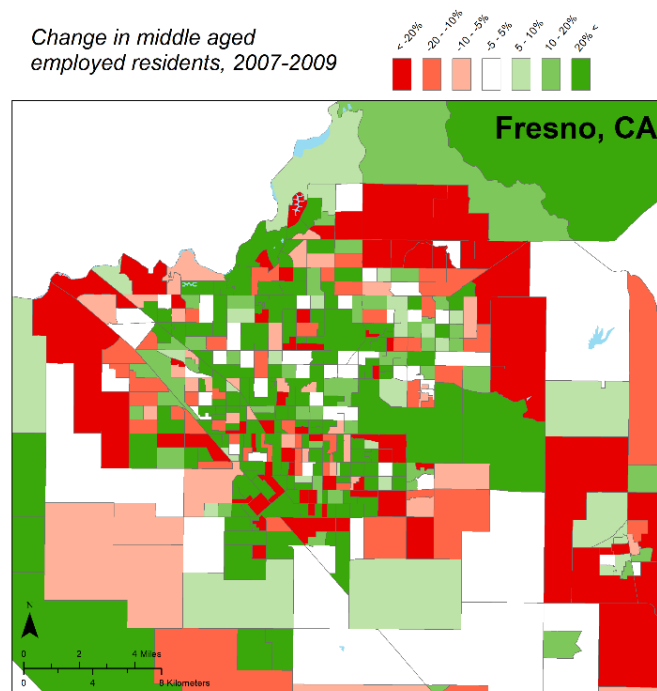 Change in middle aged
employed residents, 2007-2009
< -20%
-20 - -10%
-10 - -5%
-5 - 5%
5 - 10%
10 - 20%
20% <
Fresno, CA
N
0 2 4 Miles
0 4 8 Kilometers